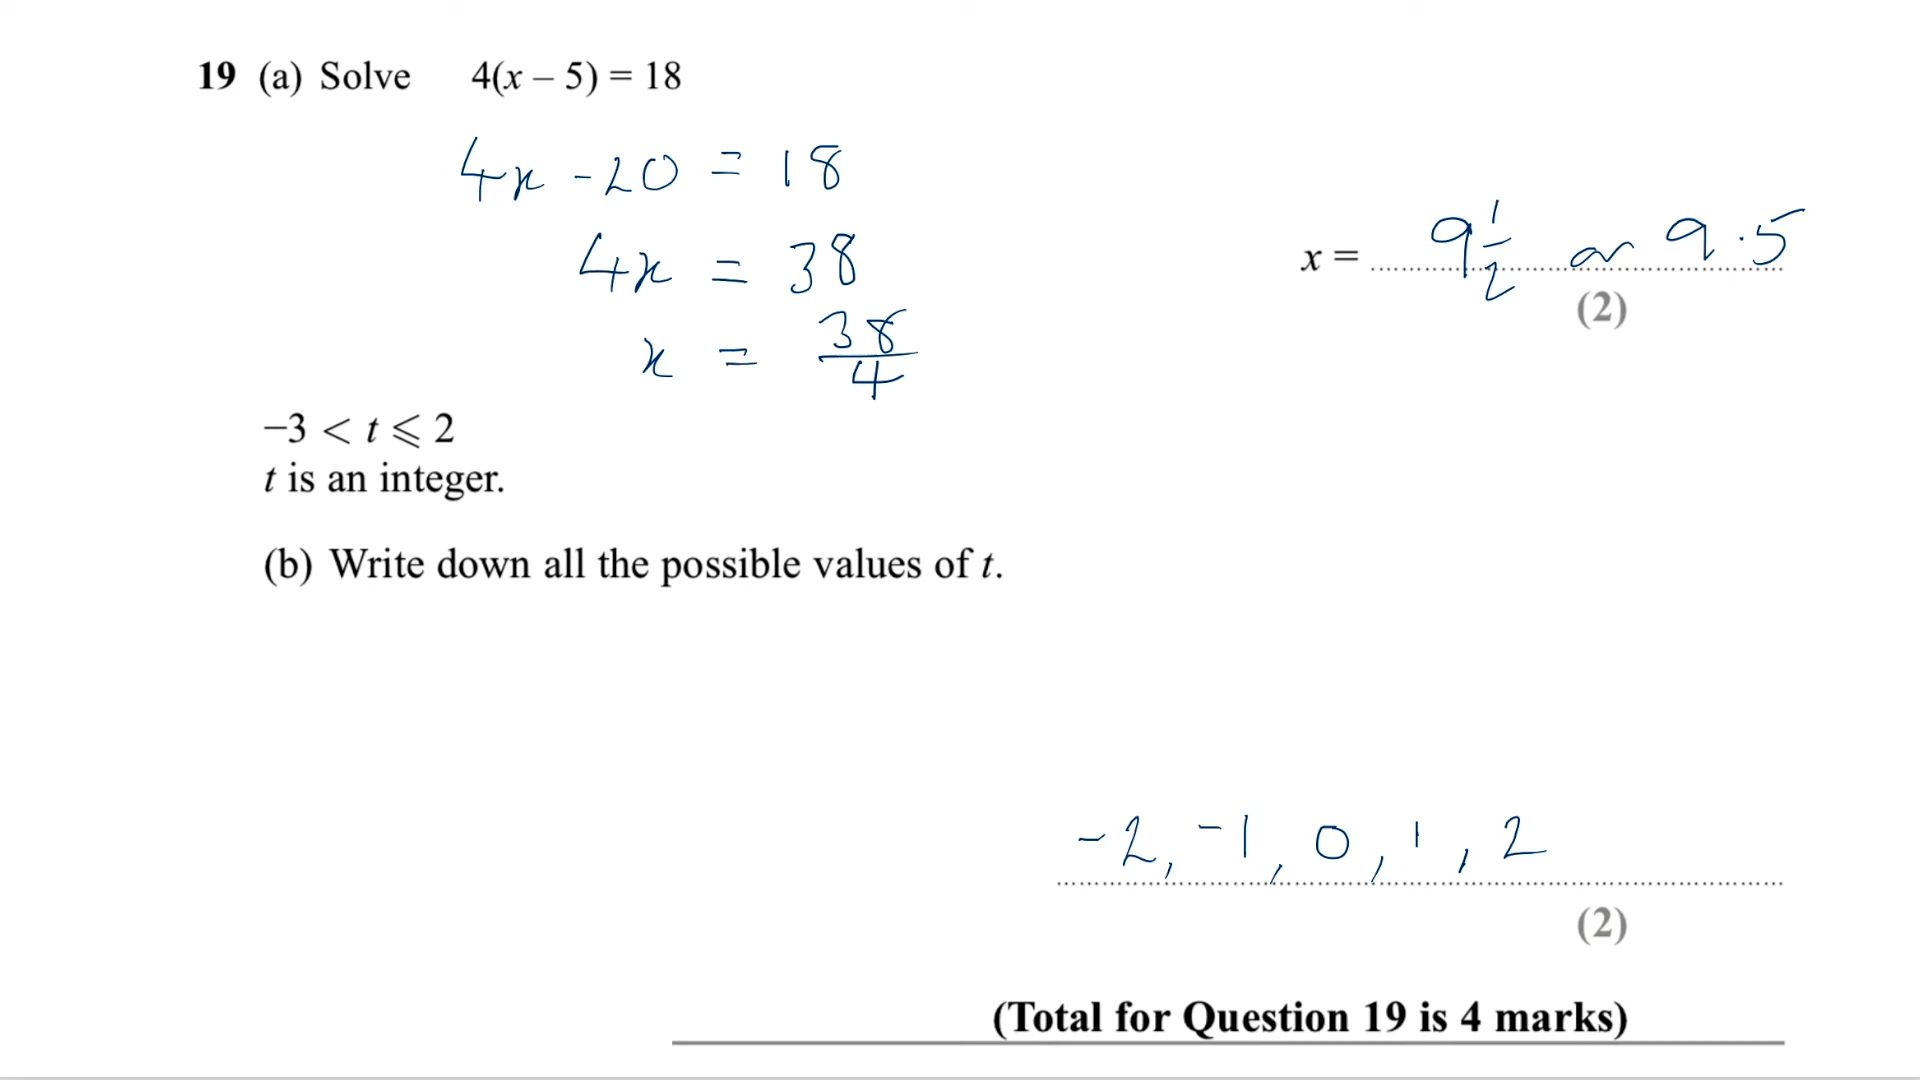 19 (a) Solve 4(x – 5) = 18
4x - 20 = 18
4x = 38
x = 38/4
x = 9 1/2 or 9.5
(2)
–3 < t ⩽ 2
t is an integer.
(b) Write down all the possible values of t.
-2, -1, 0, 1, 2
(2)
(Total for Question 19 is 4 marks)